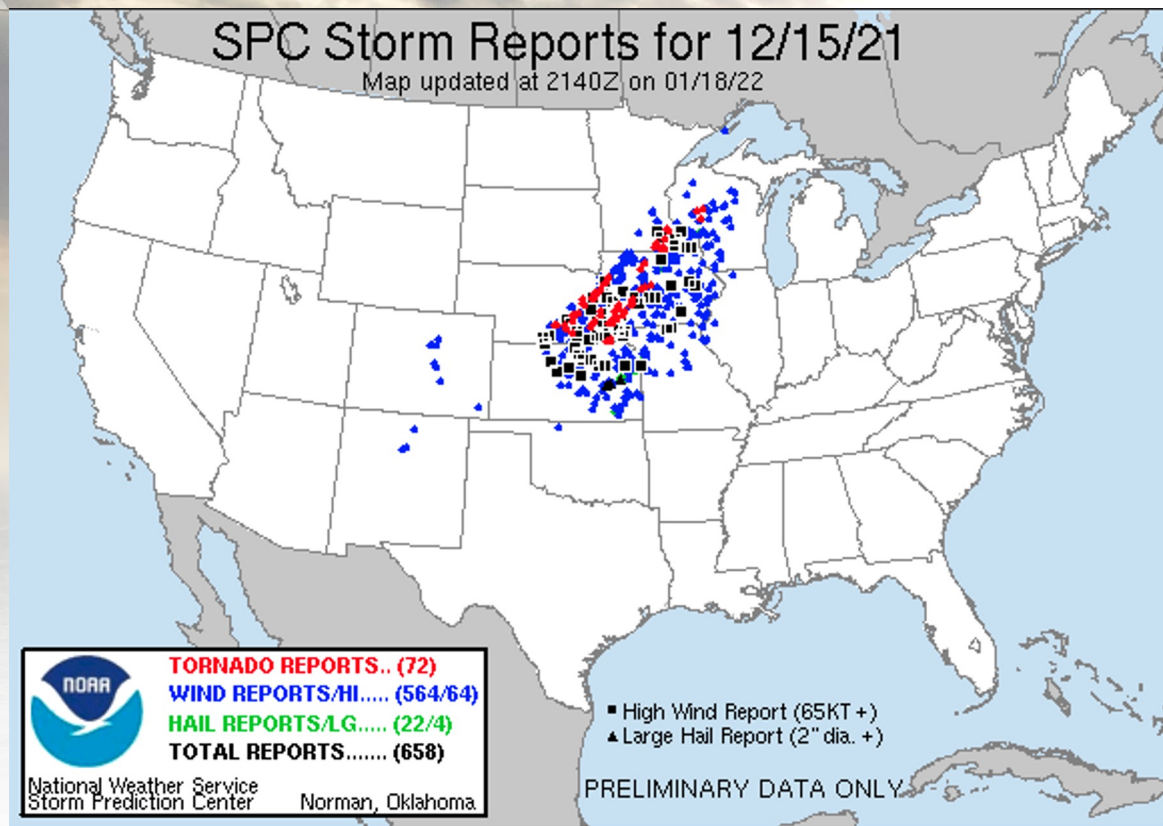 SPC Storm Reports for 12/15/21
Map updated at 2140Z on 01/18/22
NOAA
TORNADO REPORTS.. (72)
WIND REPORTS/HI..... (564/64)
HAIL REPORTS/LG..... (22/4)
TOTAL REPORTS....... (658)
National Weather Service
Storm Prediction Center Norman, Oklahoma
High Wind Report (65KT +)
Large Hail Report (2" dia. +)
PRELIMINARY DATA ONLY